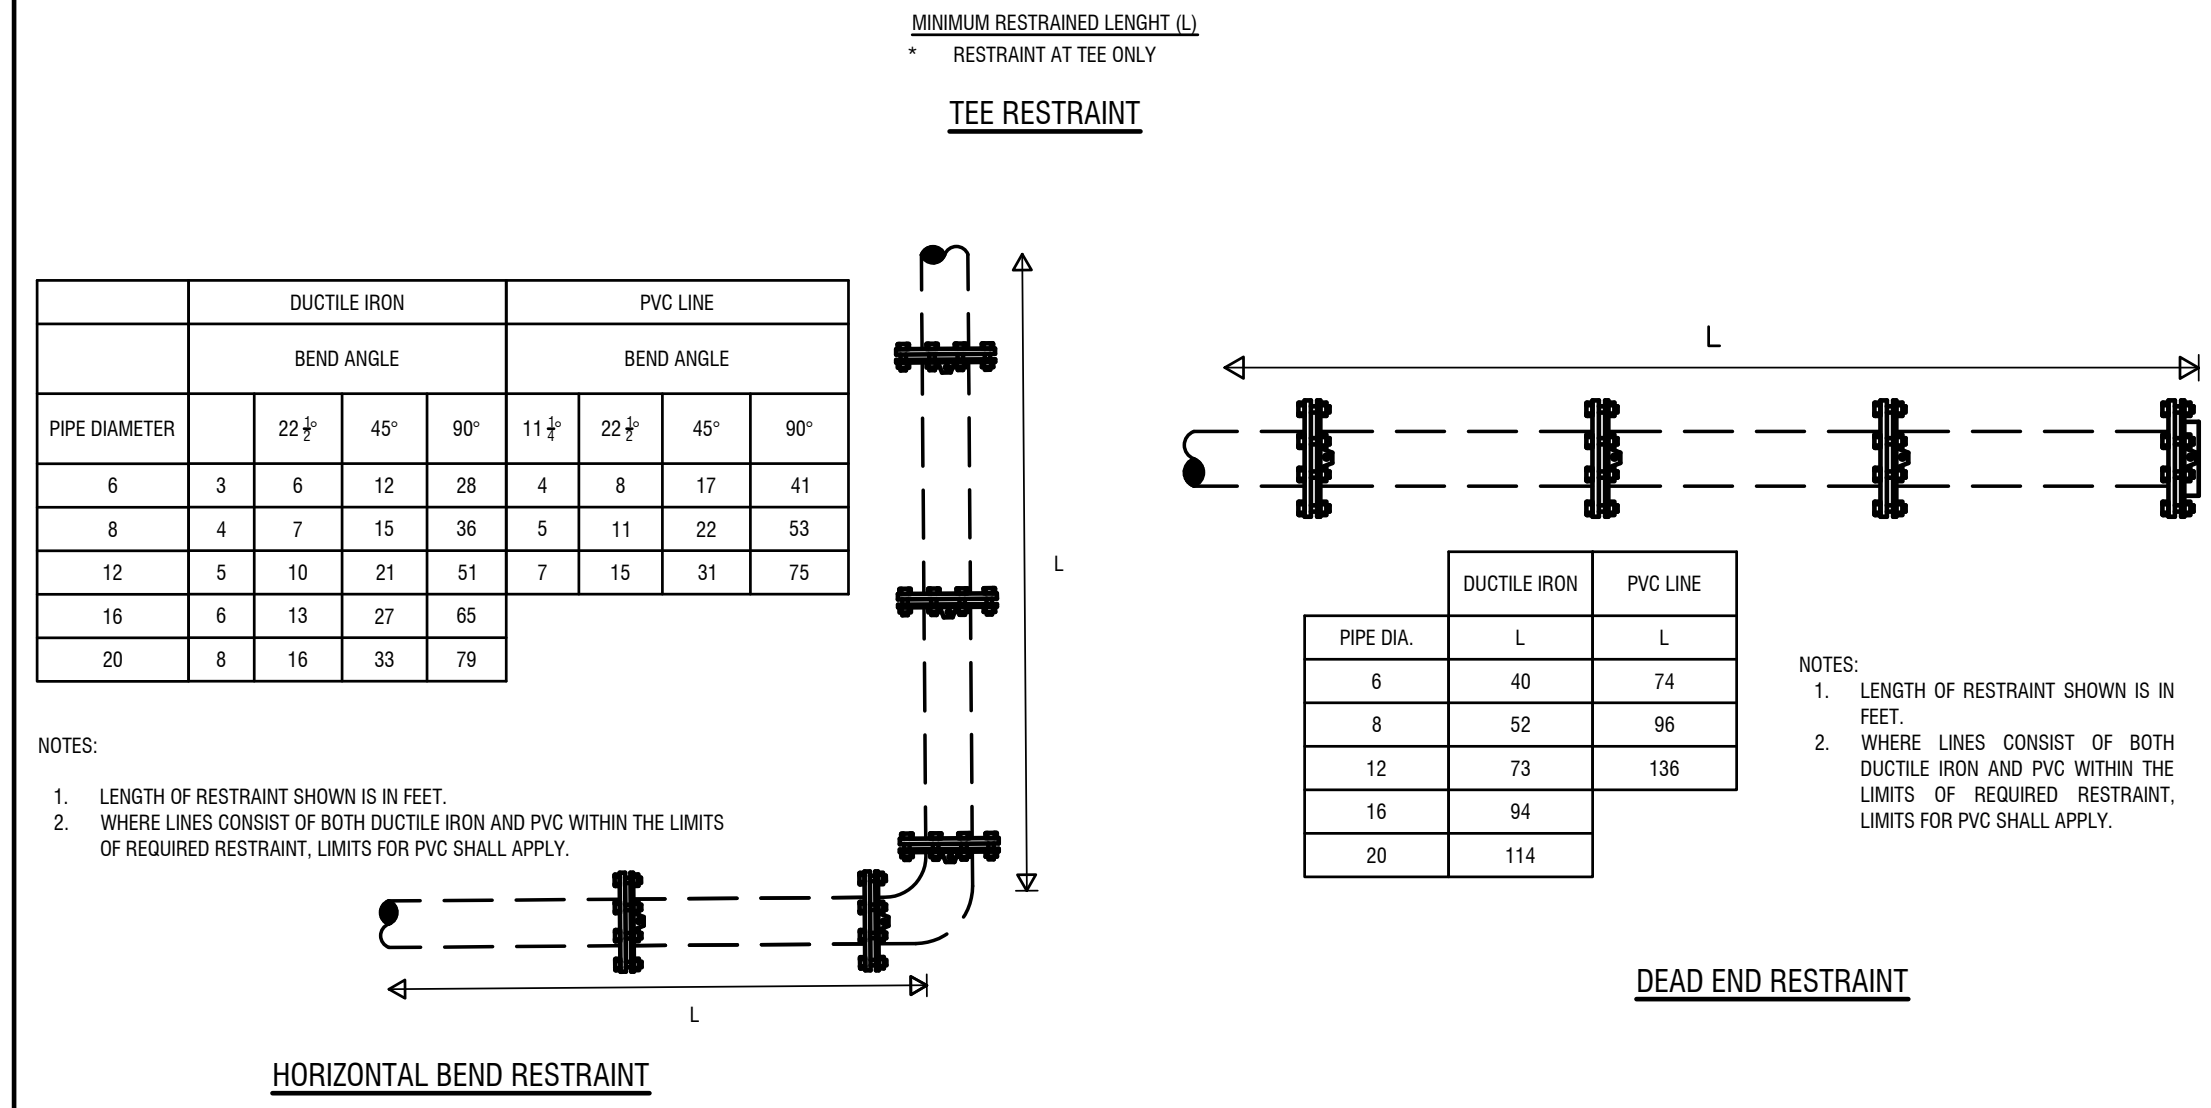 MINIMUM RESTRAINED LENGHT (L)
* RESTRAINT AT TEE ONLY
TEE RESTRAINT
DUCTILE IRON PVC LINE
BEND ANGLE BEND ANGLE
PIPE DIAMETER 22 1/2° 45° 90° 11 1/4° 22 1/2° 45° 90°
6 3 6 12 28 4 8 17 41
8 4 7 15 36 5 11 22 53
12 5 10 21 51 7 15 31 75
16 6 13 27 65
20 8 16 33 79
NOTES:
1. LENGTH OF RESTRAINT SHOWN IS IN FEET.
2. WHERE LINES CONSIST OF BOTH DUCTILE IRON AND PVC WITHIN THE LIMITS
OF REQUIRED RESTRAINT, LIMITS FOR PVC SHALL APPLY.
L
L
HORIZONTAL BEND RESTRAINT
L
DUCTILE IRON PVC LINE
PIPE DIA. L L
6 40 74
8 52 96
12 73 136
16 94
20 114
NOTES:
1. LENGTH OF RESTRAINT SHOWN IS IN
FEET.
2. WHERE LINES CONSIST OF BOTH
DUCTILE IRON AND PVC WITHIN THE
LIMITS OF REQUIRED RESTRAINT,
LIMITS FOR PVC SHALL APPLY.
DEAD END RESTRAINT